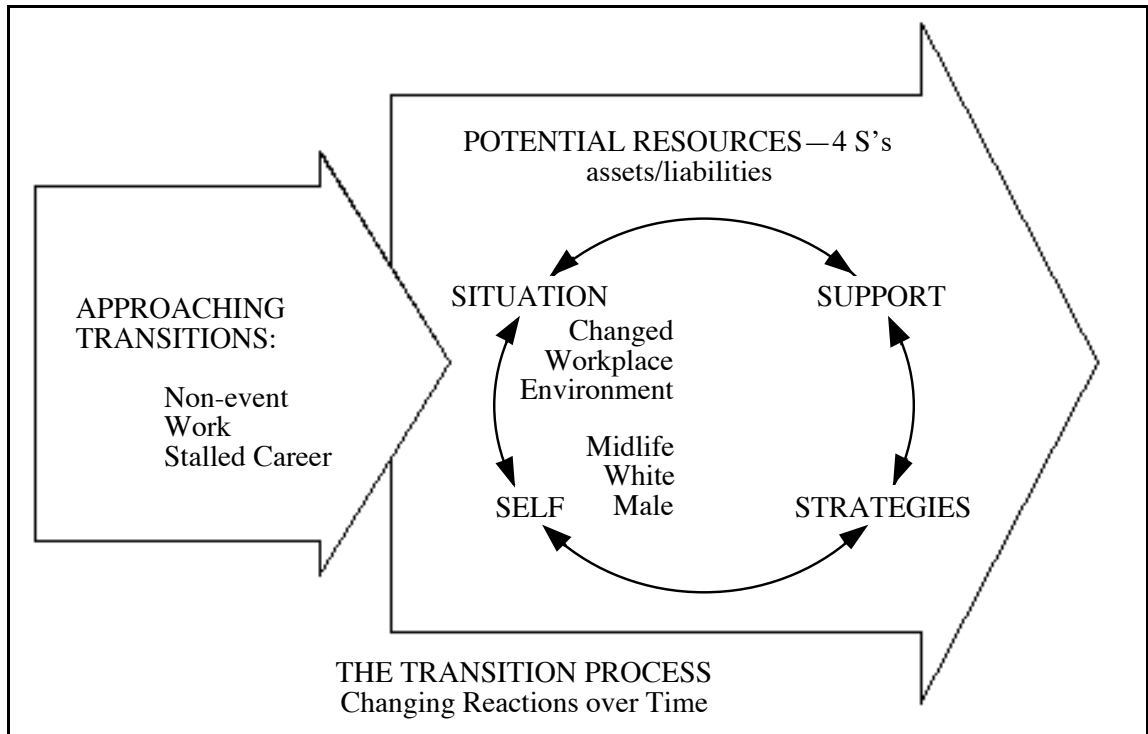 POTENTIAL RESOURCES—4 S's
assets/liabilities
APPROACHING
TRANSITIONS:
Non-event
Work
Stalled Career
SITUATION
SUPPORT
Changed
Workplace
Environment
Midlife
White
Male
SELF
STRATEGIES
THE TRANSITION PROCESS
Changing Reactions over Time